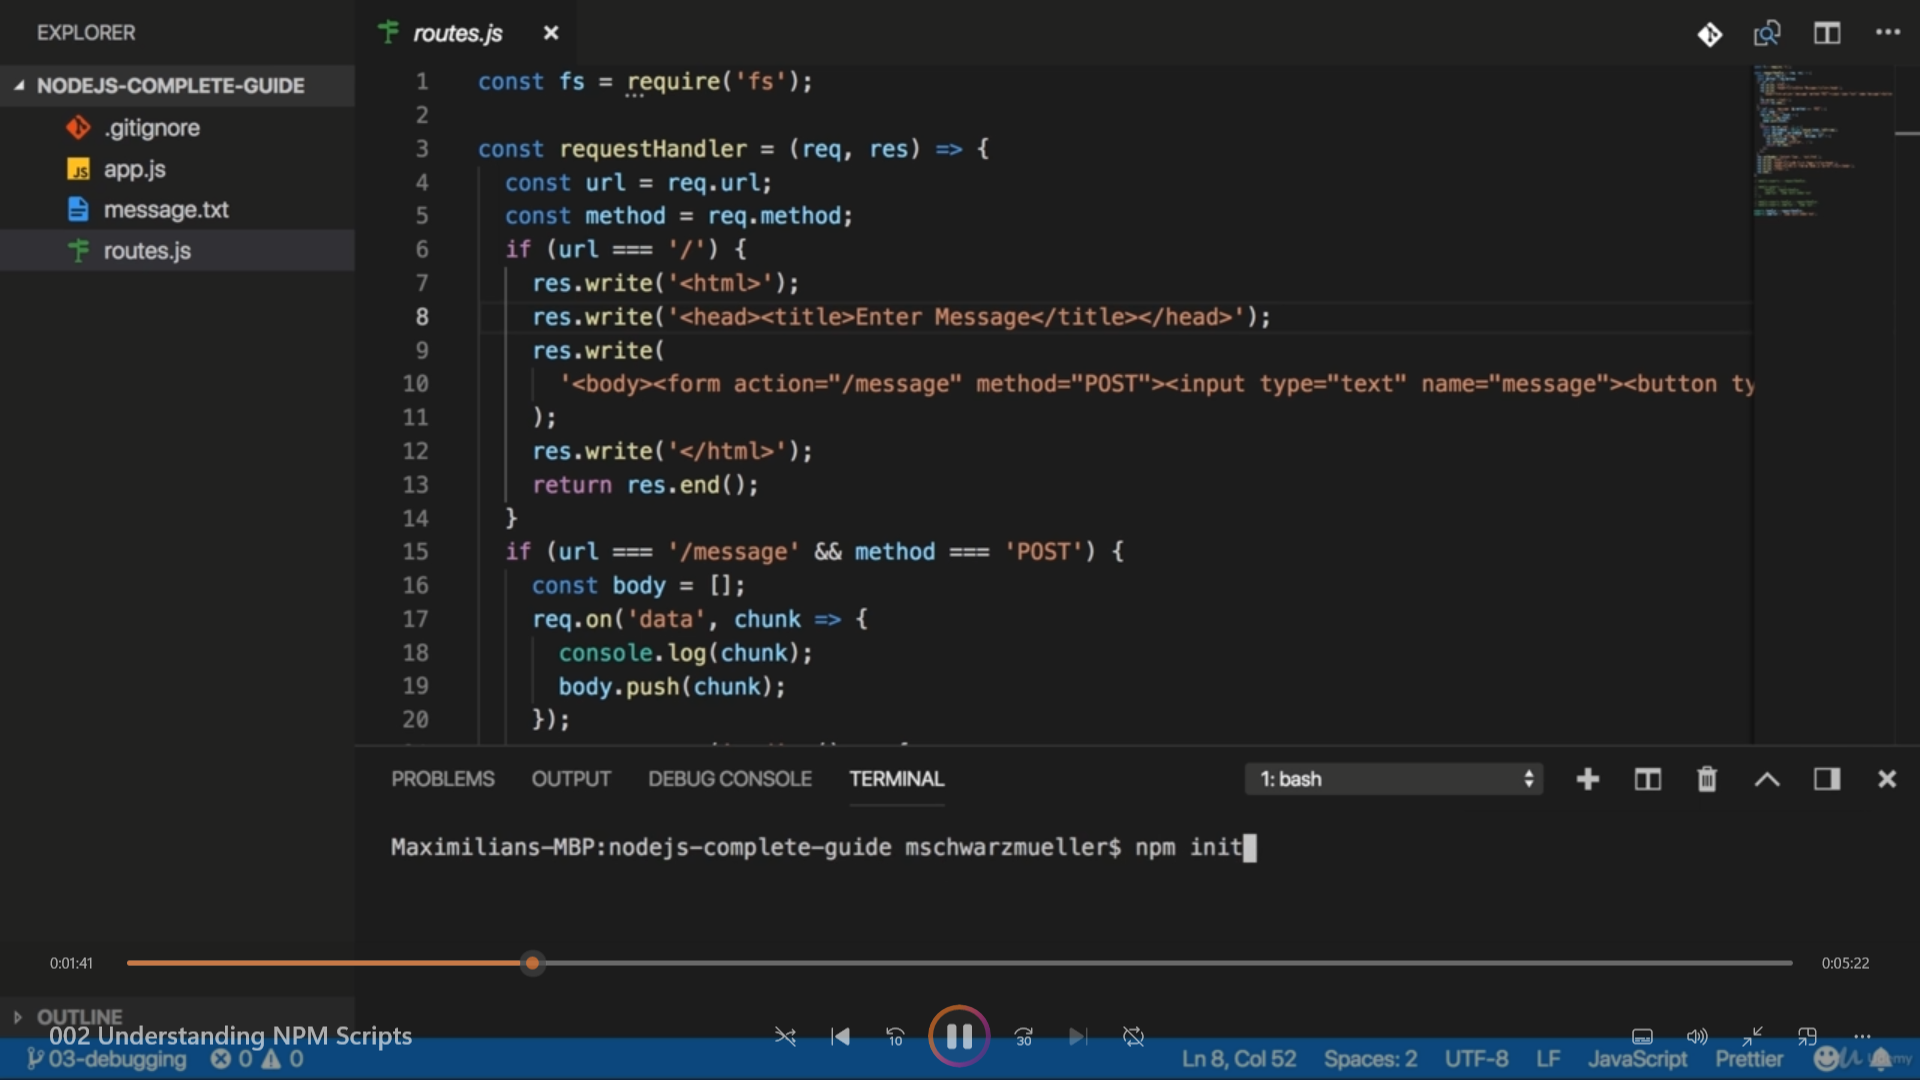 EXPLORER
NODEJS-COMPLETE-GUIDE
.gitignore
JS app.js
message.txt
routes.js
routes.js
1 const fs = require('fs');
2
3 const requestHandler = (req, res) => {
4 const url = req.url;
5 const method = req.method;
6 if (url === '/') {
7 res.write('<html>');
8 res.write('<head><title>Enter Message</title></head>');
9 res.write(
10 '<body><form action="/message" method="POST"><input type="text" name="message"><button ty
11 );
12 res.write('</html>');
13 return res.end();
14 }
15 if (url === '/message' && method === 'POST') {
16 const body = [];
17 req.on('data', chunk => {
18 console.log(chunk);
19 body.push(chunk);
20 });
PROBLEMS OUTPUT DEBUG CONSOLE TERMINAL 1: bash
Maximilians-MBP:nodejs-complete-guide mschwarzmueller$ npm init
0:01:41 0:05:22
OUTLINE
002 Understanding NPM Scripts
10 30
03-debugging 0 0 Ln 8, Col 52 Spaces: 2 UTF-8 LF JavaScript Prettier